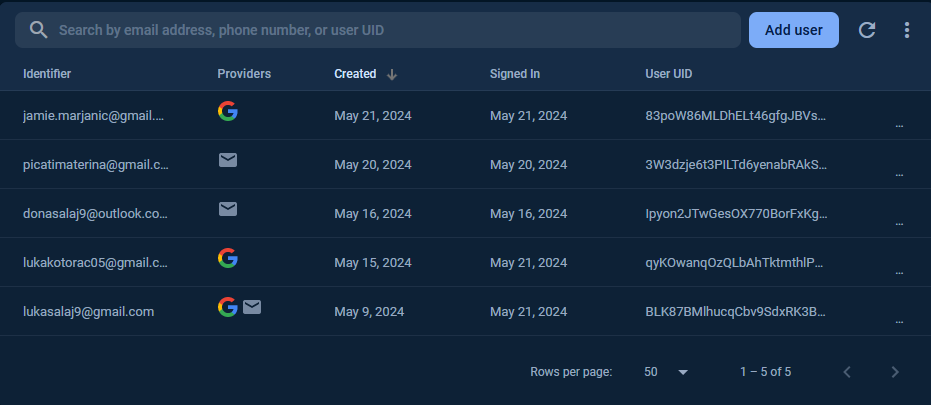 Search by email address, phone number, or user UID Add user
Identifier Providers Created Signed In User UID
jamie.marjanic@gmail.... May 21, 2024 May 21, 2024 83poW86MLDhELt46gfgJBVs... ...
picatimaterina@gmail.c... May 20, 2024 May 20, 2024 3W3dzje6t3PILTd6yenabRAkS... ...
donasalaj9@outlook.co... May 16, 2024 May 16, 2024 Ipyon2JTwGesOX770BorFxKg... ...
lukakotorac05@gmail.c... May 15, 2024 May 21, 2024 qyKOwanqOzQLbAhTktmthlP... ...
lukasalaj9@gmail.com May 9, 2024 May 21, 2024 BLK87BMlhucqCbv9SdxRK3B... ...
Rows per page: 50 1 – 5 of 5